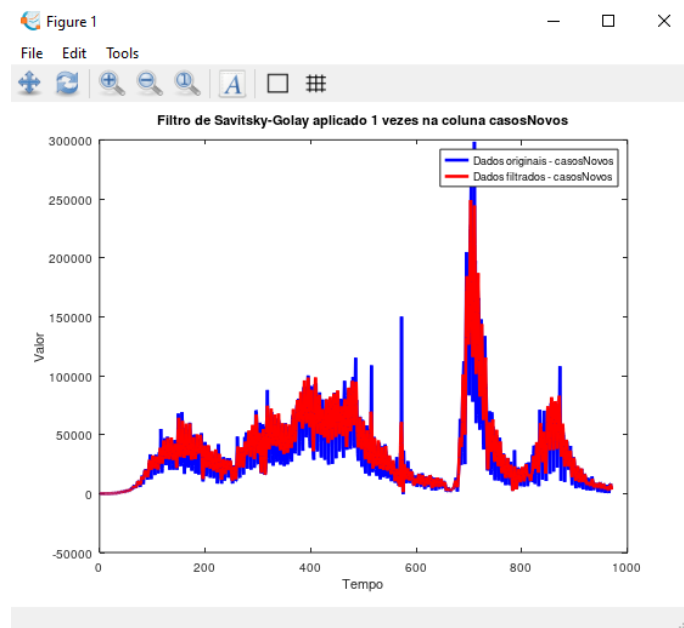 Figure 1
File Edit Tools
A
Filtro de Savitsky-Golay aplicado 1 vezes na coluna casosNovos
300000
250000
200000
150000
100000
50000
0
-50000
Valor
Dados originais - casosNovos
Dados filtrados - casosNovos
0 200 400 600 800 1000
Tempo